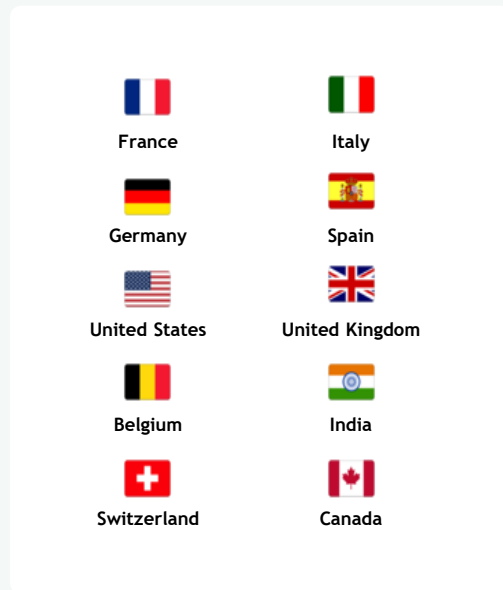 France
Italy
Germany
Spain
United States
United Kingdom
Belgium
India
Switzerland
Canada